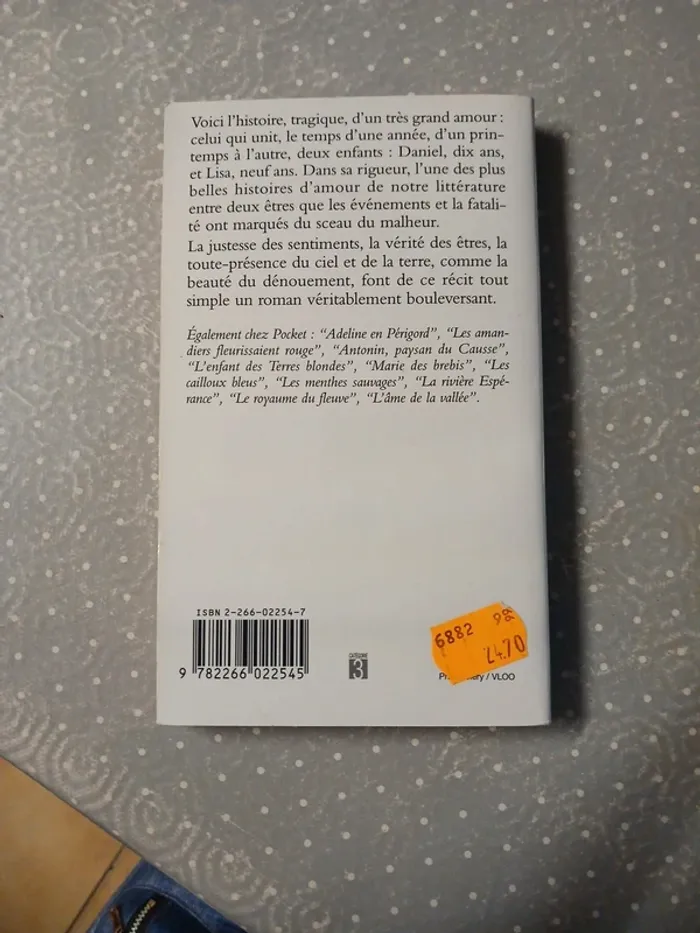 Voici l'histoire, tragique, d'un très grand amour :
celui qui unit, le temps d'une année, d'un prin-
temps à l'autre, deux enfants : Daniel, dix ans,
et Lisa, neuf ans. Dans sa rigueur, l'une des plus
belles histoires d'amour de notre littérature
entre deux êtres que les événements et la fatali-
té ont marqués du sceau du malheur.
La justesse des sentiments, la vérité des êtres, la
toute-présence du ciel et de la terre, comme la
beauté du dénouement, font de ce récit tout
simple un roman véritablement bouleversant.
Également chez Pocket : "Adeline en Périgord", "Les aman-
diers fleurissaient rouge", "Antonin, paysan du Causse",
"L'enfant des Terres blondes", "Marie des brebis", "Les
cailloux bleus", "Les menthes sauvages", "La rivière Espé-
rance", "Le royaume du fleuve", "L'âme de la vallée".
ISBN 2-266-02254-7
9 782266 022545
CATÉGORIE
3
6882 98
24.70
/ VLOO